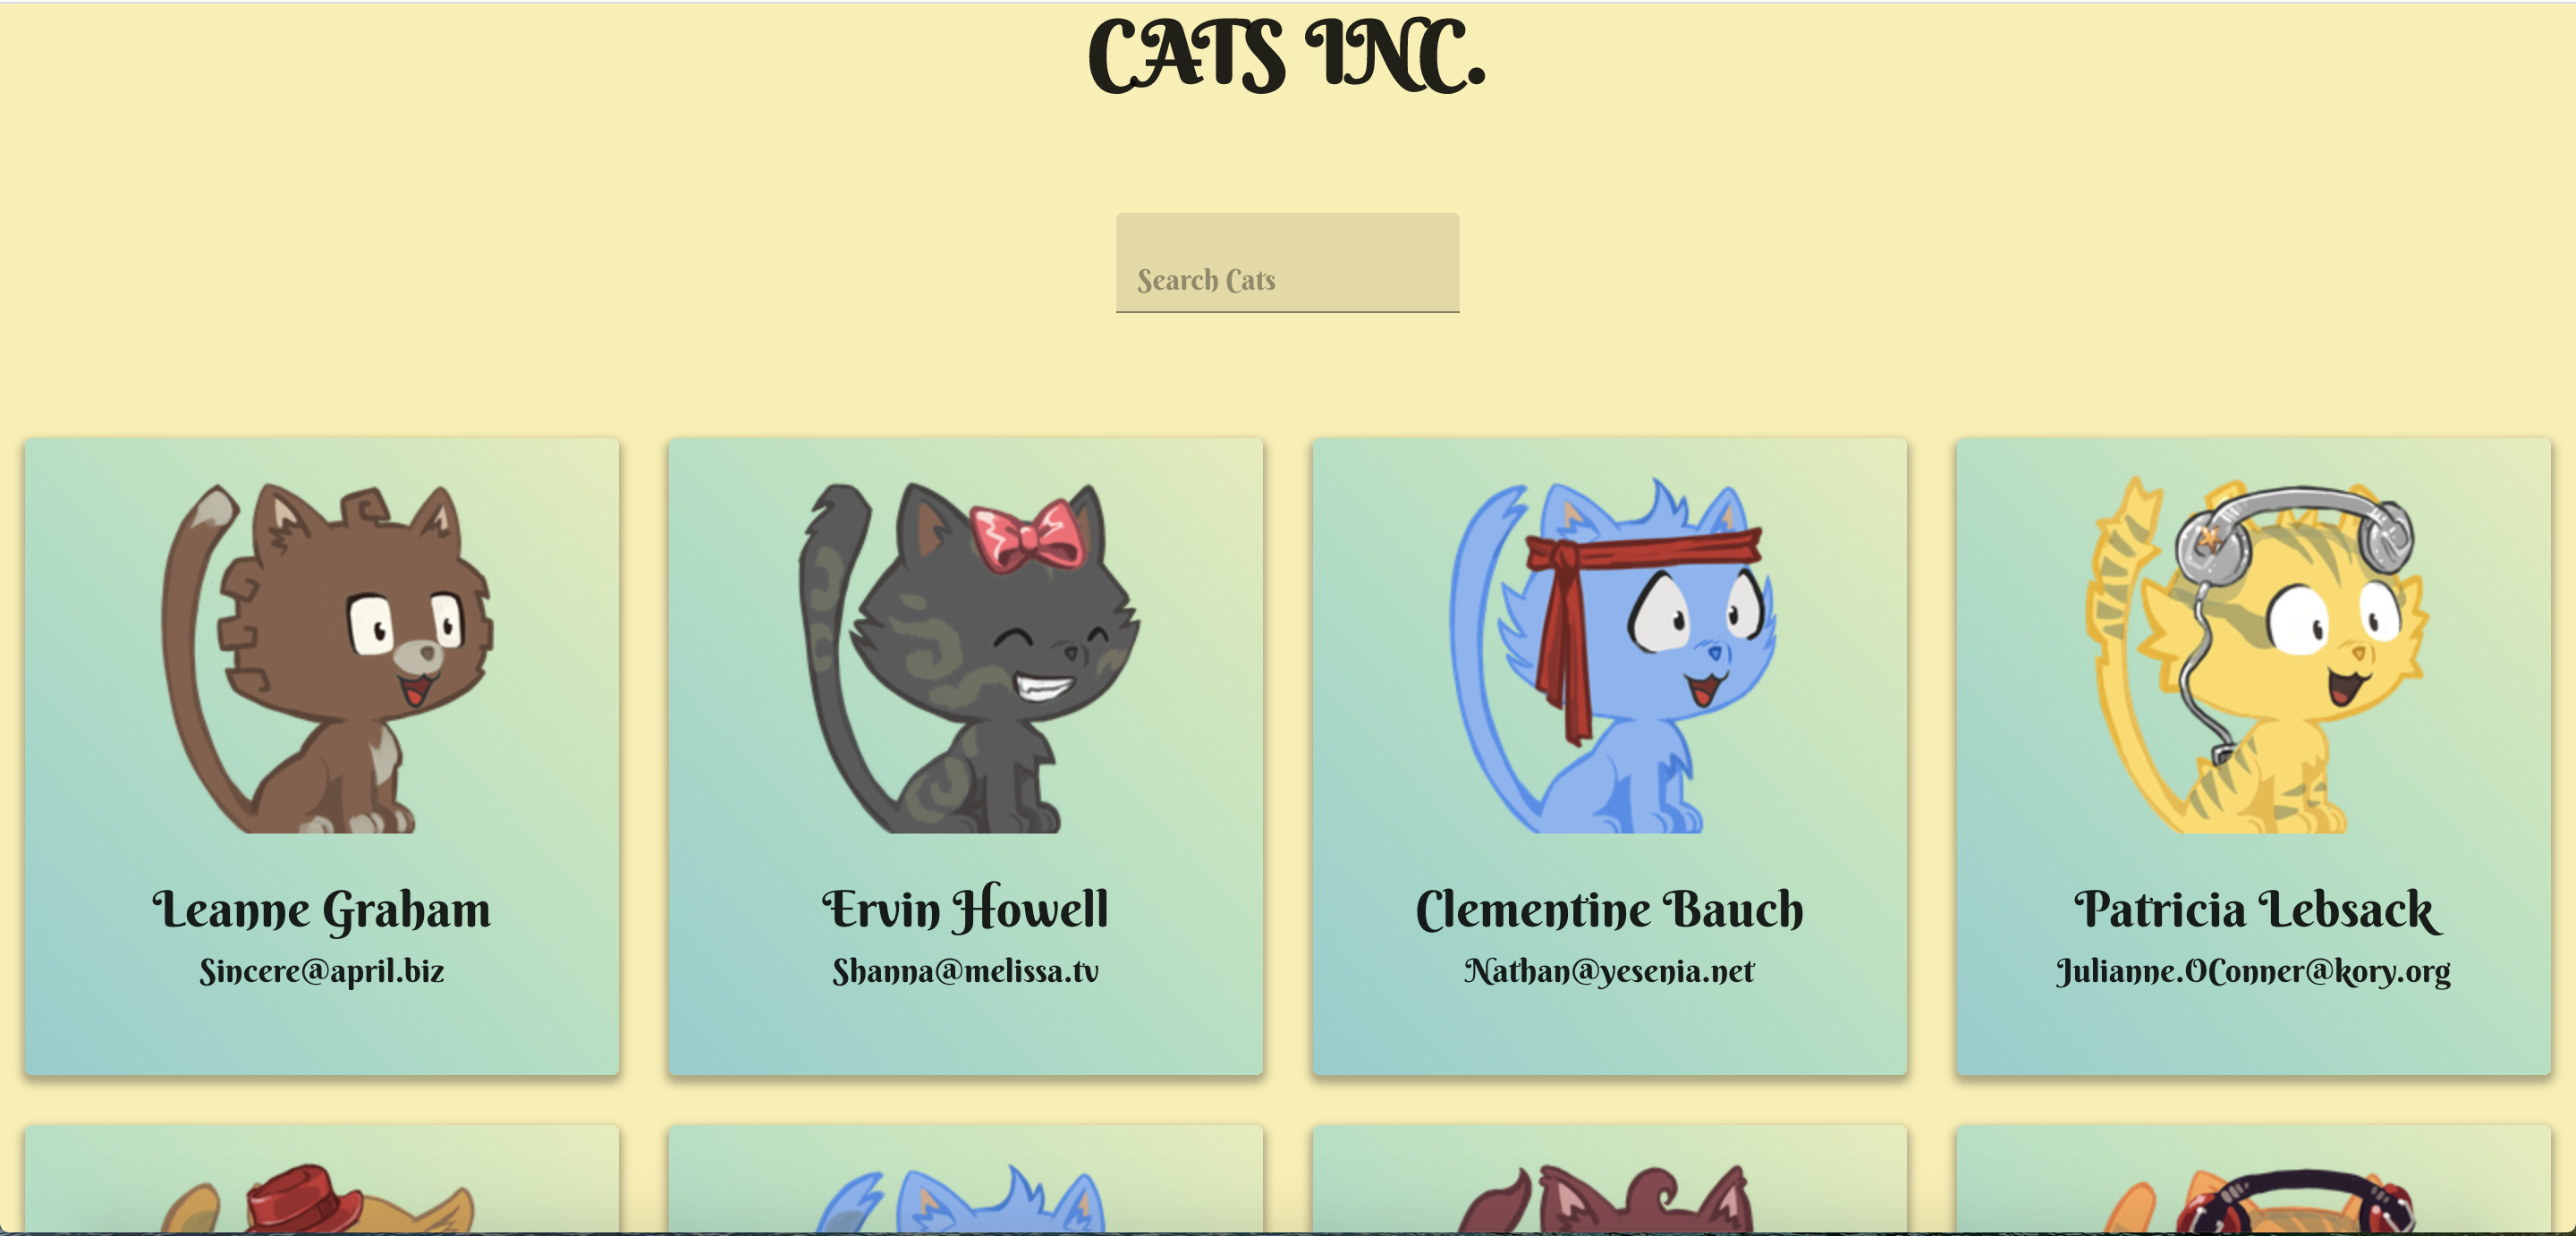 CATS INC.
Search Cats
Leanne Graham
Sincere@april.biz
Ervin Howell
Shanna@melissa.tv
Clementine Bauch
Nathan@yesenia.net
Patricia Lebsack
Julianne.OConner@kory.org